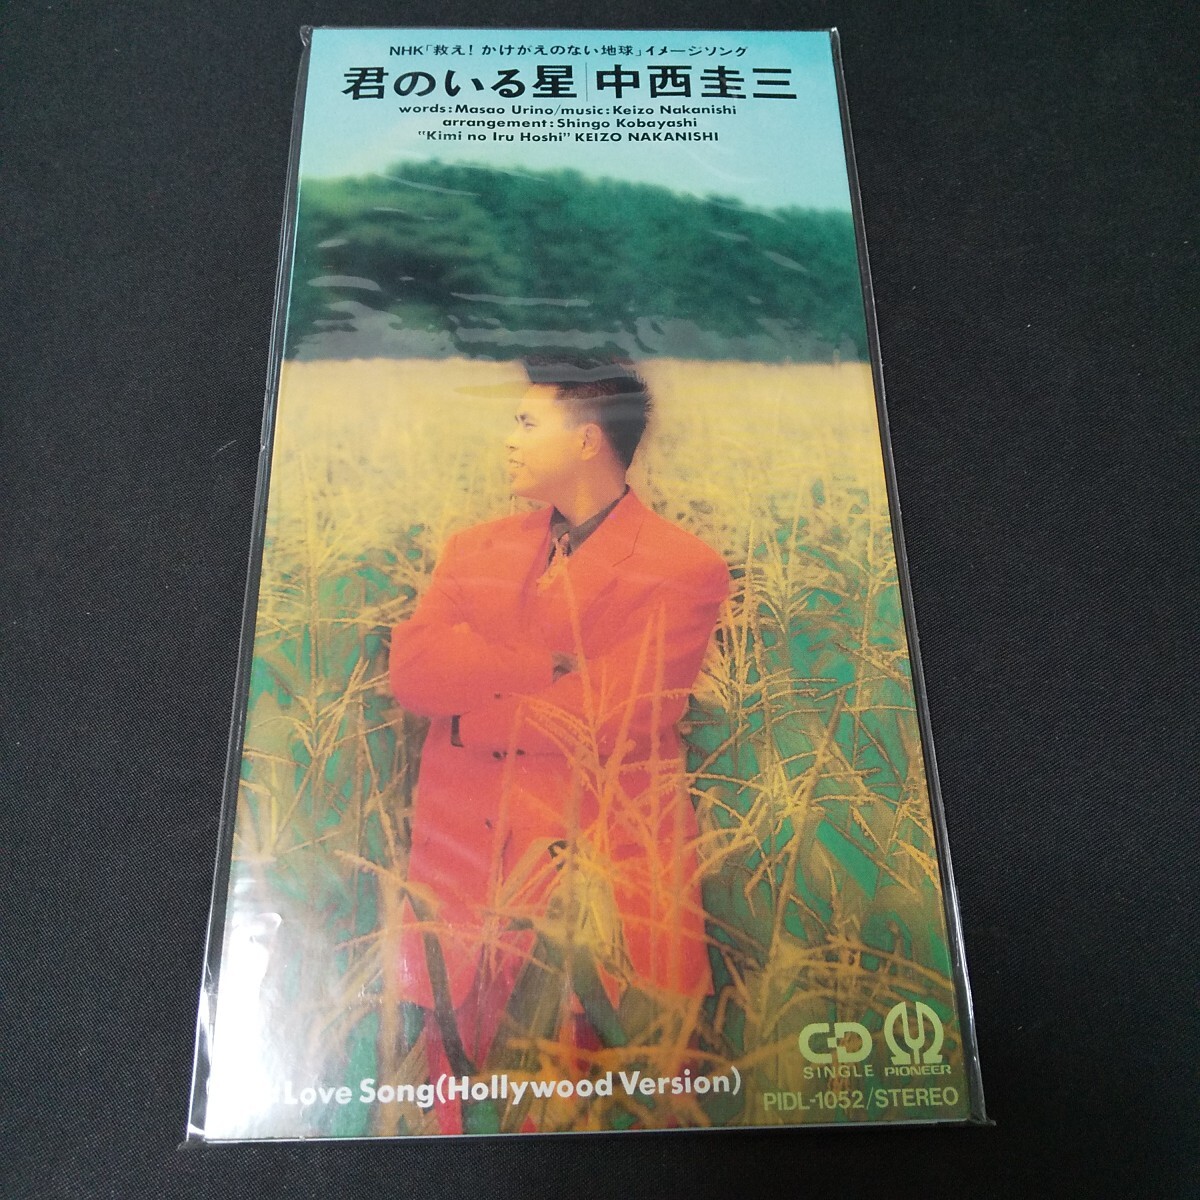 NHK「救え！かけがえのない地球」イメージソング
君のいる星│中西圭三
words:Masao Urino/music:Keizo Nakanishi
arrangement:Shingo Kobayashi
"Kimi no Iru Hoshi" KEIZO NAKANISHI
Love Song(Hollywood Version)
CD
SINGLE
PIONEER
PIDL-1052/STEREO